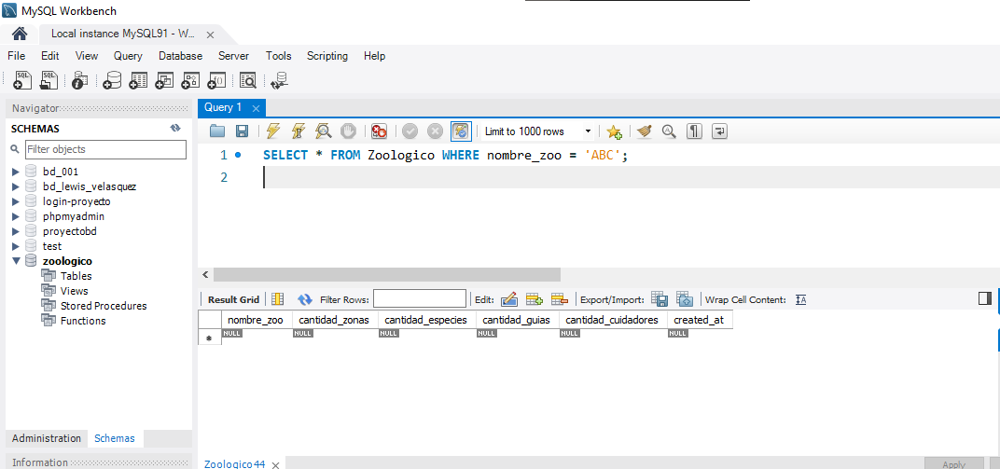 MySQL Workbench
Local instance MySQL91 - W...
File Edit View Query Database Server Tools Scripting Help
Navigator
SCHEMAS
Filter objects
bd_001
bd_lewis_velasquez
login-proyecto
phpmyadmin
proyectobd
test
zoologico
Tables
Views
Stored Procedures
Functions
Administration Schemas
Information
Query 1
Limit to 1000 rows
1 SELECT * FROM Zoologico WHERE nombre_zoo = 'ABC';
2
Result Grid Filter Rows: Edit: Export/Import: Wrap Cell Content:
nombre_zoo cantidad_zonas cantidad_especies cantidad_guias cantidad_cuidadores created_at
NULL NULL NULL NULL NULL NULL
Zoologico44
Apply